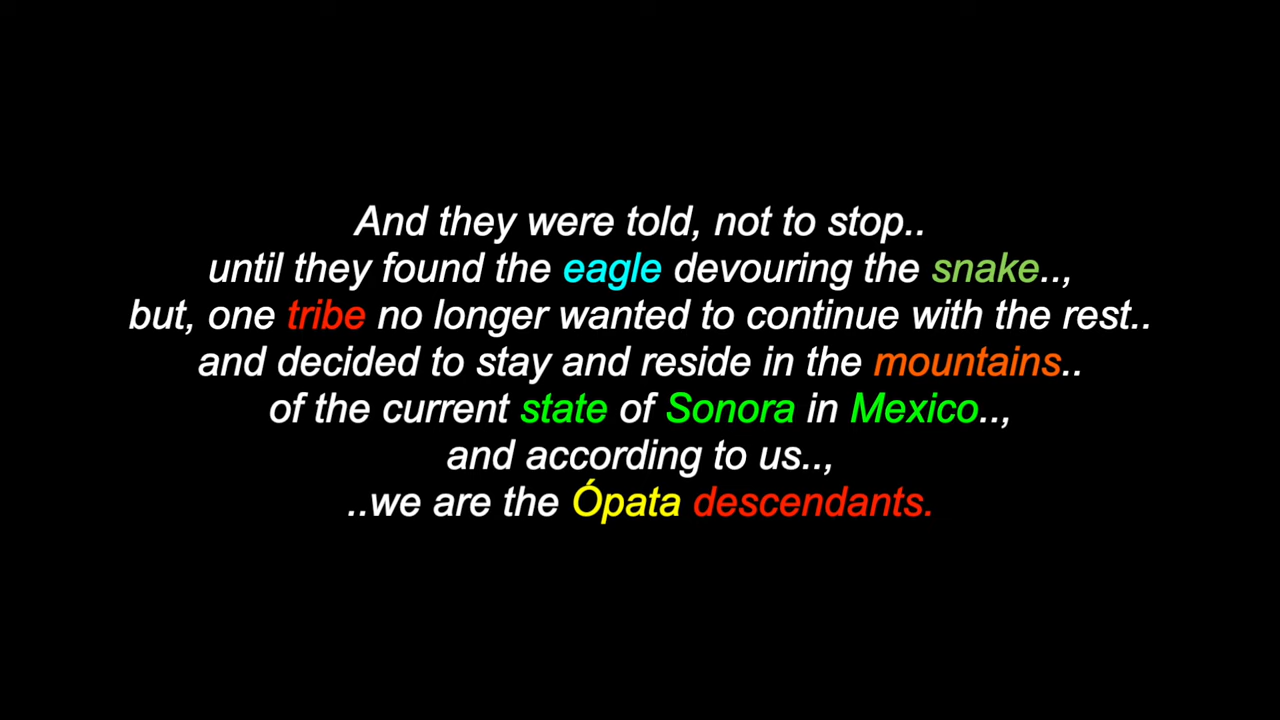 And they were told, not to stop..
until they found the eagle devouring the snake..,
but, one tribe no longer wanted to continue with the rest..
and decided to stay and reside in the mountains..
of the current state of Sonora in Mexico..,
and according to us..,
..we are the Ópata descendants.